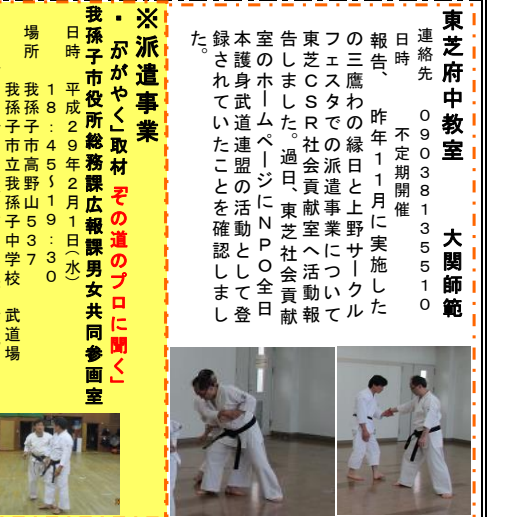 東芝府中教室　　大関師範
連絡先　０９０３８１３５５１０
日時　　不定期開催
報告、　昨年１１月に実施した
の三鷹わの縁日と上野サークル
フェスタでの派遣事業について
東芝ＣＳＲ社会貢献室へ活動報
告しました。過日、東芝社会貢献
室のホームページにＮＰＯ全日
本護身武道連盟の活動として登
録されていたことを確認しまし
た。
※派遣事業
▪「かがやく」取材『その道のプロに聞く」
我孫子市役所総務課広報課男女共同参画室
日時　平成２９年２月１日（水）
１８：４５～１９：３０
場所　我孫子市高野山５３７
我孫子市立我孫子中学校　武道場